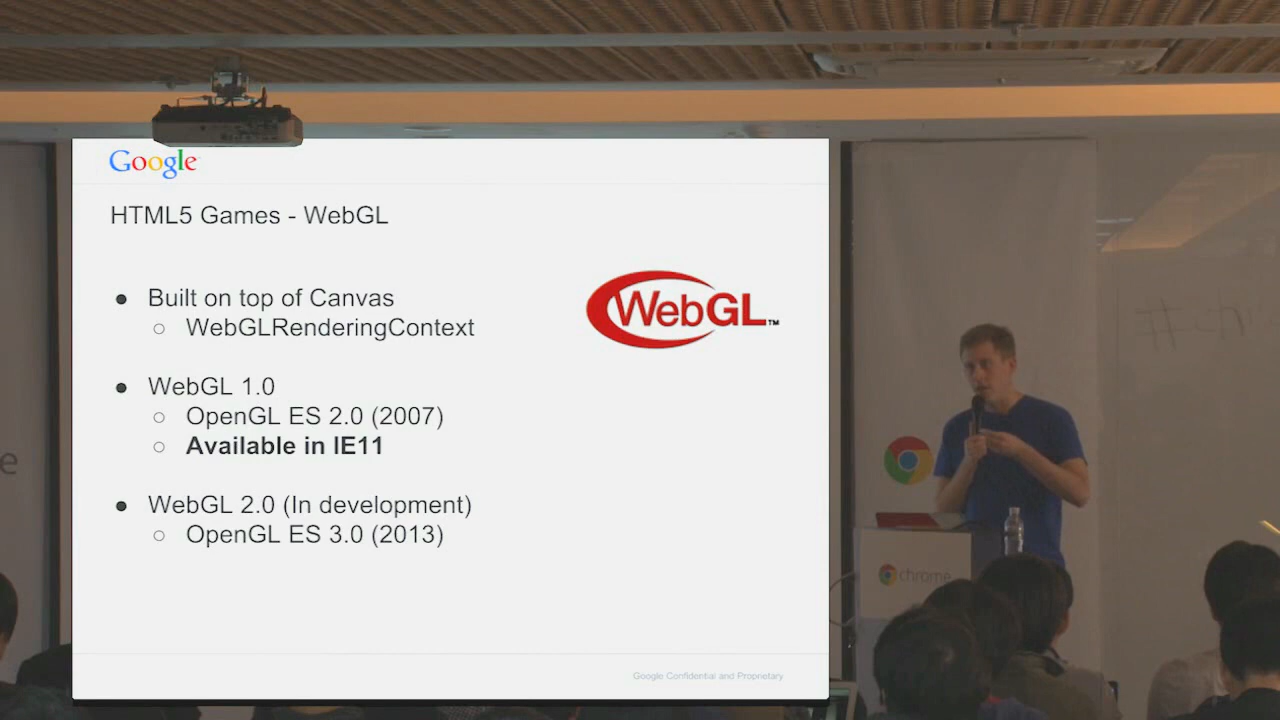 Google
HTML5 Games - WebGL
● Built on top of Canvas
○ WebGLRenderingContext
WebGL™
● WebGL 1.0
○ OpenGL ES 2.0 (2007)
○ Available in IE11
● WebGL 2.0 (In development)
○ OpenGL ES 3.0 (2013)
Google Confidential and Proprietary
chrome